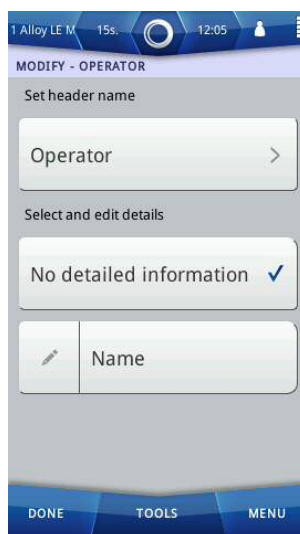 1 Alloy LE M 15s. 12:05
MODIFY - OPERATOR
Set header name
Operator
Select and edit details
No detailed information
Name
DONE TOOLS MENU